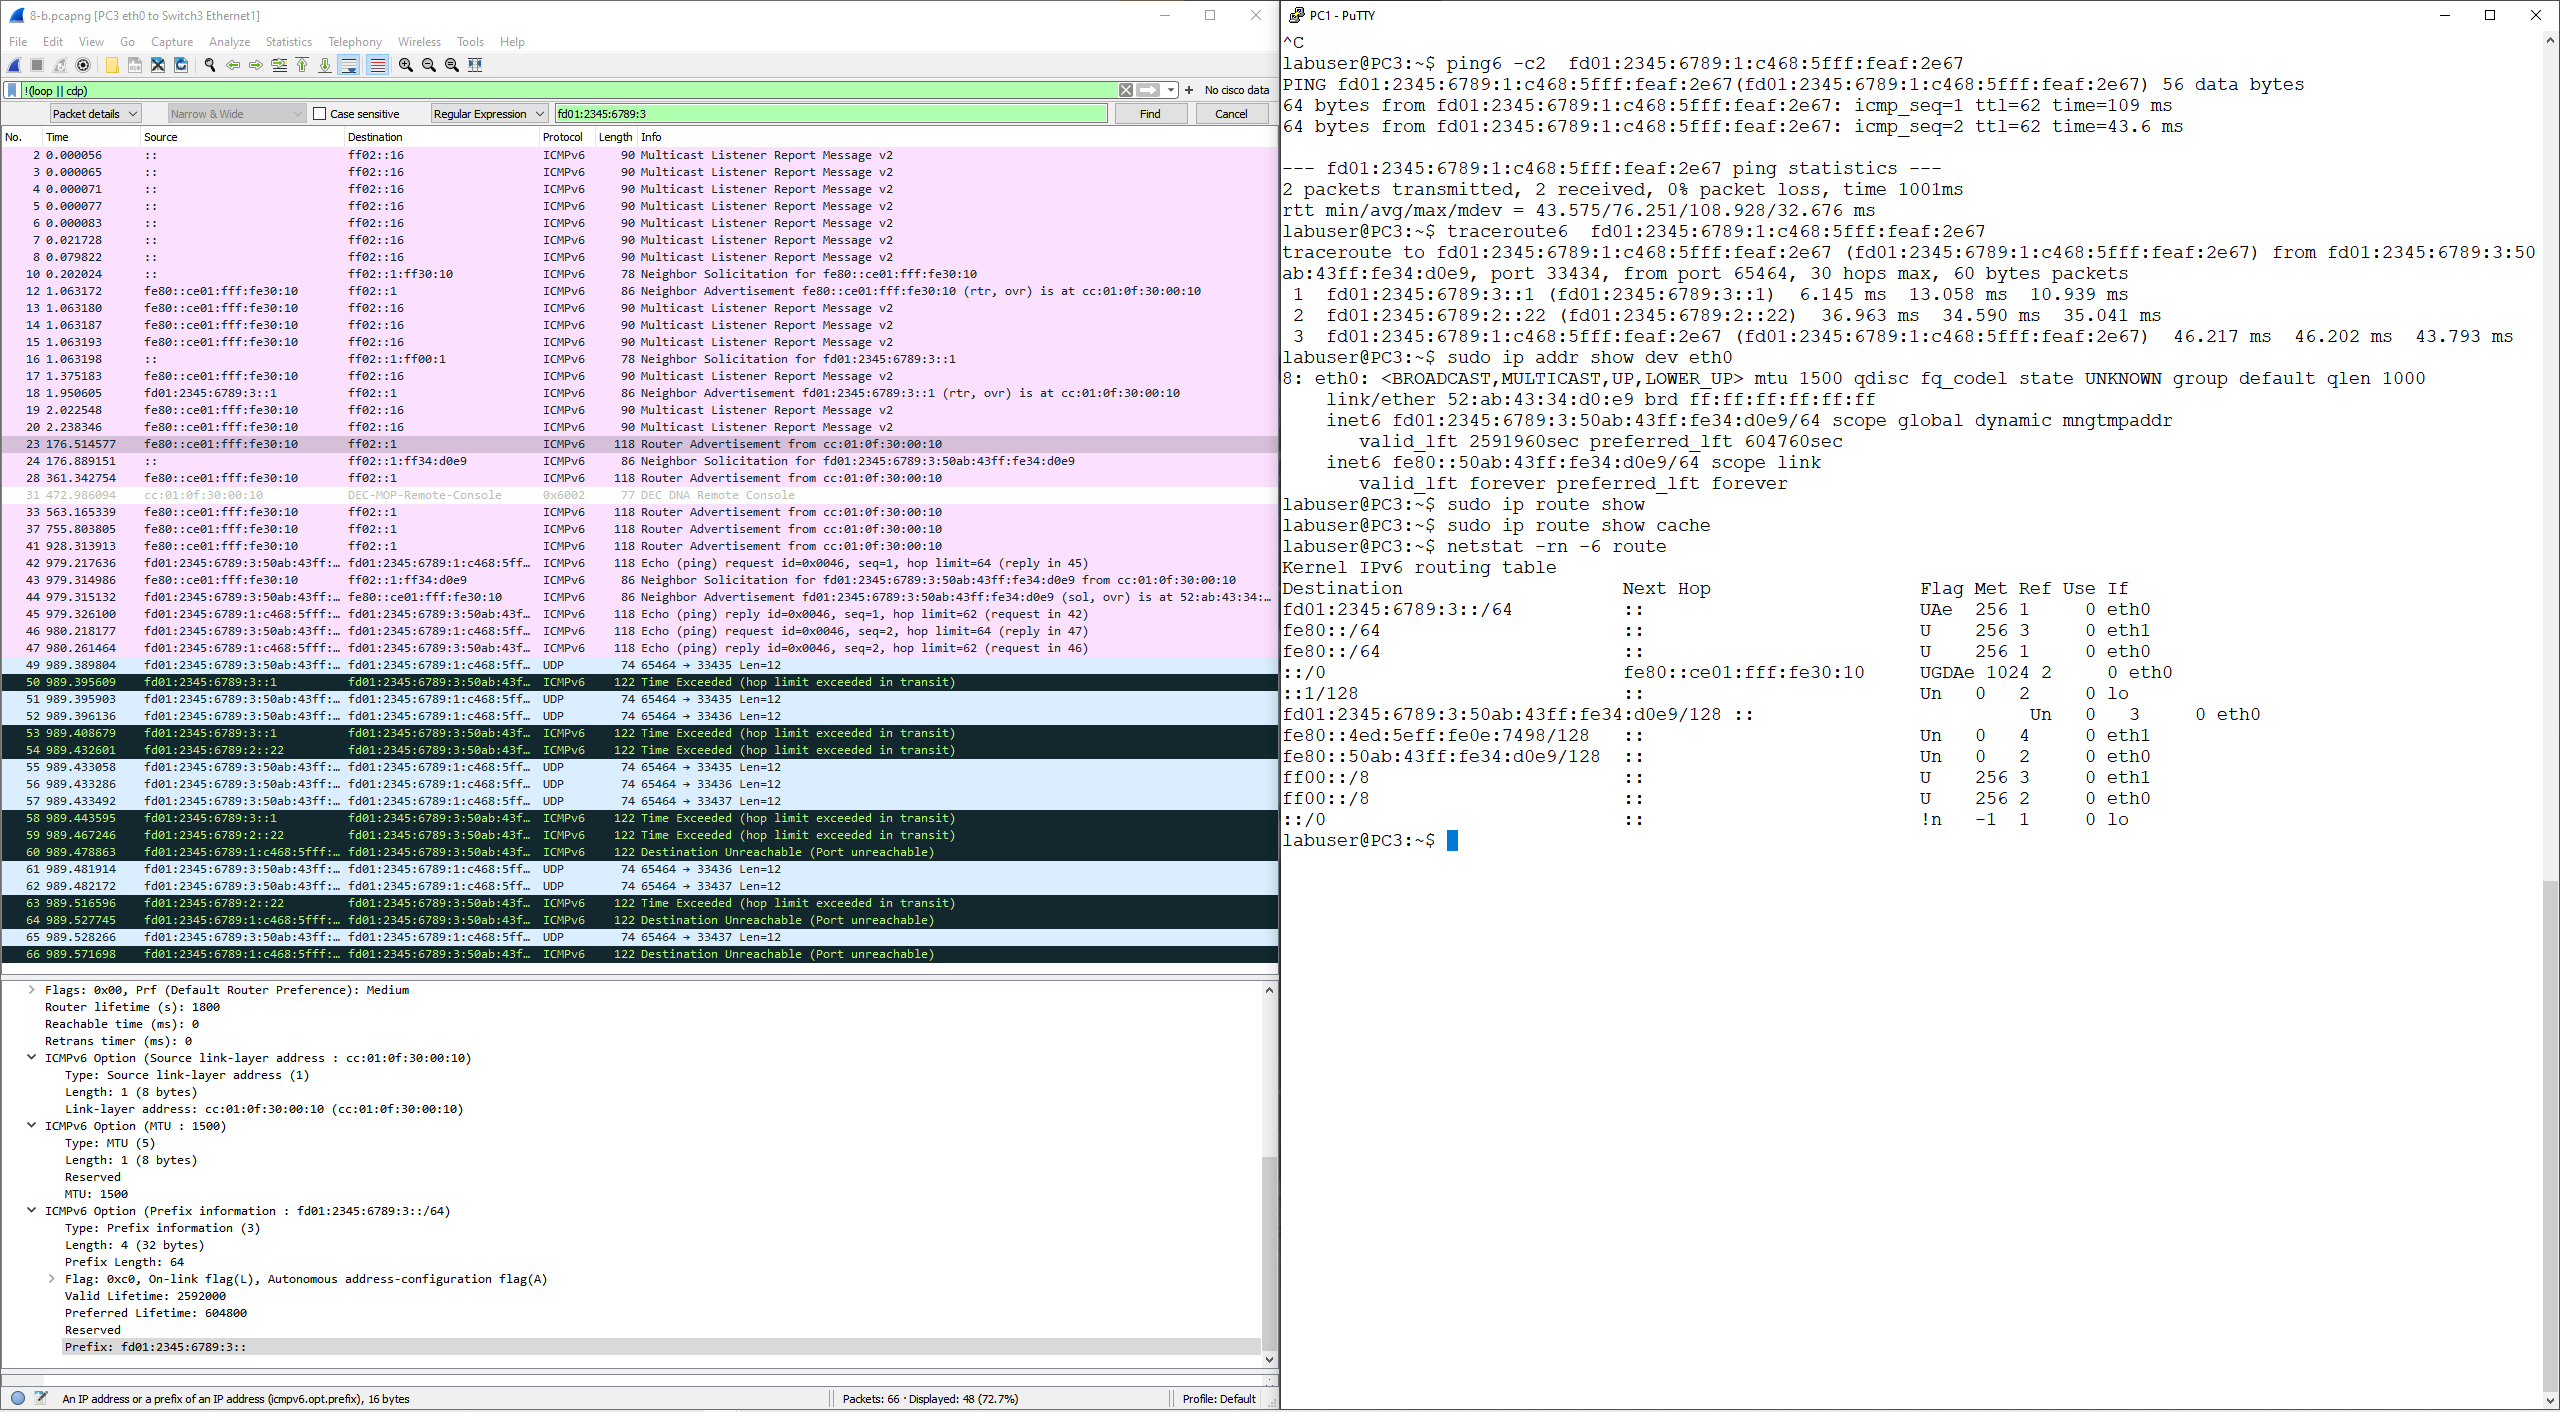 8-b.pcapng [PC3 eth0 to Switch3 Ethernet1]
File Edit View Go Capture Analyze Statistics Telephony Wireless Tools Help
!(loop || cdp) + No cisco data
Packet details Narrow & Wide Case sensitive Regular Expression fd01:2345:6789:3 Find Cancel
No. Time Source Destination Protocol Length Info
2 0.000056 :: ff02::16 ICMPv6 90 Multicast Listener Report Message v2
3 0.000065 :: ff02::16 ICMPv6 90 Multicast Listener Report Message v2
4 0.000071 :: ff02::16 ICMPv6 90 Multicast Listener Report Message v2
5 0.000077 :: ff02::16 ICMPv6 90 Multicast Listener Report Message v2
6 0.000083 :: ff02::16 ICMPv6 90 Multicast Listener Report Message v2
7 0.021728 :: ff02::16 ICMPv6 90 Multicast Listener Report Message v2
8 0.079822 :: ff02::16 ICMPv6 90 Multicast Listener Report Message v2
10 0.202024 :: ff02::1:ff30:10 ICMPv6 78 Neighbor Solicitation for fe80::ce01:fff:fe30:10
12 1.063172 fe80::ce01:fff:fe30:10 ff02::1 ICMPv6 86 Neighbor Advertisement fe80::ce01:fff:fe30:10 (rtr, ovr) is at cc:01:0f:30:00:10
13 1.063180 fe80::ce01:fff:fe30:10 ff02::16 ICMPv6 90 Multicast Listener Report Message v2
14 1.063187 fe80::ce01:fff:fe30:10 ff02::16 ICMPv6 90 Multicast Listener Report Message v2
15 1.063193 fe80::ce01:fff:fe30:10 ff02::16 ICMPv6 90 Multicast Listener Report Message v2
16 1.063198 :: ff02::1:ff00:1 ICMPv6 78 Neighbor Solicitation for fd01:2345:6789:3::1
17 1.375183 fe80::ce01:fff:fe30:10 ff02::16 ICMPv6 90 Multicast Listener Report Message v2
18 1.950605 fd01:2345:6789:3::1 ff02::1 ICMPv6 86 Neighbor Advertisement fd01:2345:6789:3::1 (rtr, ovr) is at cc:01:0f:30:00:10
19 2.022548 fe80::ce01:fff:fe30:10 ff02::16 ICMPv6 90 Multicast Listener Report Message v2
20 2.238346 fe80::ce01:fff:fe30:10 ff02::16 ICMPv6 90 Multicast Listener Report Message v2
23 176.514577 fe80::ce01:fff:fe30:10 ff02::1 ICMPv6 118 Router Advertisement from cc:01:0f:30:00:10
24 176.889151 :: ff02::1:ff34:d0e9 ICMPv6 86 Neighbor Solicitation for fd01:2345:6789:3:50ab:43ff:fe34:d0e9
28 361.342754 fe80::ce01:fff:fe30:10 ff02::1 ICMPv6 118 Router Advertisement from cc:01:0f:30:00:10
31 472.986094 cc:01:0f:30:00:10 DEC-MOP-Remote-Console 0x6002 77 DEC DNA Remote Console
33 563.165339 fe80::ce01:fff:fe30:10 ff02::1 ICMPv6 118 Router Advertisement from cc:01:0f:30:00:10
37 755.803805 fe80::ce01:fff:fe30:10 ff02::1 ICMPv6 118 Router Advertisement from cc:01:0f:30:00:10
41 928.313913 fe80::ce01:fff:fe30:10 ff02::1 ICMPv6 118 Router Advertisement from cc:01:0f:30:00:10
42 979.217636 fd01:2345:6789:3:50ab:43ff:… fd01:2345:6789:1:c468:5ff… ICMPv6 118 Echo (ping) request id=0x0046, seq=1, hop limit=64 (reply in 45)
43 979.314986 fe80::ce01:fff:fe30:10 ff02::1:ff34:d0e9 ICMPv6 86 Neighbor Solicitation for fd01:2345:6789:3:50ab:43ff:fe34:d0e9 from cc:01:0f:30:00:10
44 979.315132 fd01:2345:6789:3:50ab:43ff:… fe80::ce01:fff:fe30:10 ICMPv6 86 Neighbor Advertisement fd01:2345:6789:3:50ab:43ff:fe34:d0e9 (sol, ovr) is at 52:ab:43:34:…
45 979.326100 fd01:2345:6789:1:c468:5fff:… fd01:2345:6789:3:50ab:43f… ICMPv6 118 Echo (ping) reply id=0x0046, seq=1, hop limit=62 (request in 42)
46 980.218177 fd01:2345:6789:3:50ab:43ff:… fd01:2345:6789:1:c468:5ff… ICMPv6 118 Echo (ping) request id=0x0046, seq=2, hop limit=64 (reply in 47)
47 980.261464 fd01:2345:6789:1:c468:5fff:… fd01:2345:6789:3:50ab:43f… ICMPv6 118 Echo (ping) reply id=0x0046, seq=2, hop limit=62 (request in 46)
49 989.389804 fd01:2345:6789:3:50ab:43ff:… fd01:2345:6789:1:c468:5ff… UDP 74 65464 → 33435 Len=12
50 989.395609 fd01:2345:6789:3::1 fd01:2345:6789:3:50ab:43f… ICMPv6 122 Time Exceeded (hop limit exceeded in transit)
51 989.395903 fd01:2345:6789:3:50ab:43ff:… fd01:2345:6789:1:c468:5ff… UDP 74 65464 → 33435 Len=12
52 989.396136 fd01:2345:6789:3:50ab:43ff:… fd01:2345:6789:1:c468:5ff… UDP 74 65464 → 33436 Len=12
53 989.408679 fd01:2345:6789:3::1 fd01:2345:6789:3:50ab:43f… ICMPv6 122 Time Exceeded (hop limit exceeded in transit)
54 989.432601 fd01:2345:6789:2::22 fd01:2345:6789:3:50ab:43f… ICMPv6 122 Time Exceeded (hop limit exceeded in transit)
55 989.433058 fd01:2345:6789:3:50ab:43ff:… fd01:2345:6789:1:c468:5ff… UDP 74 65464 → 33435 Len=12
56 989.433286 fd01:2345:6789:3:50ab:43ff:… fd01:2345:6789:1:c468:5ff… UDP 74 65464 → 33436 Len=12
57 989.433492 fd01:2345:6789:3:50ab:43ff:… fd01:2345:6789:1:c468:5ff… UDP 74 65464 → 33437 Len=12
58 989.443595 fd01:2345:6789:3::1 fd01:2345:6789:3:50ab:43f… ICMPv6 122 Time Exceeded (hop limit exceeded in transit)
59 989.467246 fd01:2345:6789:2::22 fd01:2345:6789:3:50ab:43f… ICMPv6 122 Time Exceeded (hop limit exceeded in transit)
60 989.478863 fd01:2345:6789:1:c468:5fff:… fd01:2345:6789:3:50ab:43f… ICMPv6 122 Destination Unreachable (Port unreachable)
61 989.481914 fd01:2345:6789:3:50ab:43ff:… fd01:2345:6789:1:c468:5ff… UDP 74 65464 → 33436 Len=12
62 989.482172 fd01:2345:6789:3:50ab:43ff:… fd01:2345:6789:1:c468:5ff… UDP 74 65464 → 33437 Len=12
63 989.516596 fd01:2345:6789:2::22 fd01:2345:6789:3:50ab:43f… ICMPv6 122 Time Exceeded (hop limit exceeded in transit)
64 989.527745 fd01:2345:6789:1:c468:5fff:… fd01:2345:6789:3:50ab:43f… ICMPv6 122 Destination Unreachable (Port unreachable)
65 989.528266 fd01:2345:6789:3:50ab:43ff:… fd01:2345:6789:1:c468:5ff… UDP 74 65464 → 33437 Len=12
66 989.571698 fd01:2345:6789:1:c468:5fff:… fd01:2345:6789:3:50ab:43f… ICMPv6 122 Destination Unreachable (Port unreachable)
Flags: 0x00, Prf (Default Router Preference): Medium
Router lifetime (s): 1800
Reachable time (ms): 0
Retrans timer (ms): 0
ICMPv6 Option (Source link-layer address : cc:01:0f:30:00:10)
Type: Source link-layer address (1)
Length: 1 (8 bytes)
Link-layer address: cc:01:0f:30:00:10 (cc:01:0f:30:00:10)
ICMPv6 Option (MTU : 1500)
Type: MTU (5)
Length: 1 (8 bytes)
Reserved
MTU: 1500
ICMPv6 Option (Prefix information : fd01:2345:6789:3::/64)
Type: Prefix information (3)
Length: 4 (32 bytes)
Prefix Length: 64
Flag: 0xc0, On-link flag(L), Autonomous address-configuration flag(A)
Valid Lifetime: 2592000
Preferred Lifetime: 604800
Reserved
Prefix: fd01:2345:6789:3::
An IP address or a prefix of an IP address (icmpv6.opt.prefix), 16 bytes Packets: 66 · Displayed: 48 (72.7%) Profile: Default
PC1 - PuTTY
^C
labuser@PC3:~$ ping6 -c2  fd01:2345:6789:1:c468:5fff:feaf:2e67
PING fd01:2345:6789:1:c468:5fff:feaf:2e67(fd01:2345:6789:1:c468:5fff:feaf:2e67) 56 data bytes
64 bytes from fd01:2345:6789:1:c468:5fff:feaf:2e67: icmp_seq=1 ttl=62 time=109 ms
64 bytes from fd01:2345:6789:1:c468:5fff:feaf:2e67: icmp_seq=2 ttl=62 time=43.6 ms
--- fd01:2345:6789:1:c468:5fff:feaf:2e67 ping statistics ---
2 packets transmitted, 2 received, 0% packet loss, time 1001ms
rtt min/avg/max/mdev = 43.575/76.251/108.928/32.676 ms
labuser@PC3:~$ traceroute6  fd01:2345:6789:1:c468:5fff:feaf:2e67
traceroute to fd01:2345:6789:1:c468:5fff:feaf:2e67 (fd01:2345:6789:1:c468:5fff:feaf:2e67) from fd01:2345:6789:3:50
ab:43ff:fe34:d0e9, port 33434, from port 65464, 30 hops max, 60 bytes packets
1  fd01:2345:6789:3::1 (fd01:2345:6789:3::1)  6.145 ms  13.058 ms  10.939 ms
2  fd01:2345:6789:2::22 (fd01:2345:6789:2::22)  36.963 ms  34.590 ms  35.041 ms
3  fd01:2345:6789:1:c468:5fff:feaf:2e67 (fd01:2345:6789:1:c468:5fff:feaf:2e67)  46.217 ms  46.202 ms  43.793 ms
labuser@PC3:~$ sudo ip addr show dev eth0
8: eth0: <BROADCAST,MULTICAST,UP,LOWER_UP> mtu 1500 qdisc fq_codel state UNKNOWN group default qlen 1000
link/ether 52:ab:43:34:d0:e9 brd ff:ff:ff:ff:ff:ff
inet6 fd01:2345:6789:3:50ab:43ff:fe34:d0e9/64 scope global dynamic mngtmpaddr
valid_lft 2591960sec preferred_lft 604760sec
inet6 fe80::50ab:43ff:fe34:d0e9/64 scope link
valid_lft forever preferred_lft forever
labuser@PC3:~$ sudo ip route show
labuser@PC3:~$ sudo ip route show cache
labuser@PC3:~$ netstat -rn -6 route
Kernel IPv6 routing table
Destination Next Hop Flag Met Ref Use If
fd01:2345:6789:3::/64 :: UAe 256 1 0 eth0
fe80::/64 :: U 256 3 0 eth1
fe80::/64 :: U 256 1 0 eth0
::/0 fe80::ce01:fff:fe30:10 UGDAe 1024 2 0 eth0
::1/128 :: Un 0 2 0 lo
fd01:2345:6789:3:50ab:43ff:fe34:d0e9/128 :: Un 0 3 0 eth0
fe80::4ed:5eff:fe0e:7498/128 :: Un 0 4 0 eth1
fe80::50ab:43ff:fe34:d0e9/128 :: Un 0 2 0 eth0
ff00::/8 :: U 256 3 0 eth1
ff00::/8 :: U 256 2 0 eth0
::/0 :: !n -1 1 0 lo
labuser@PC3:~$